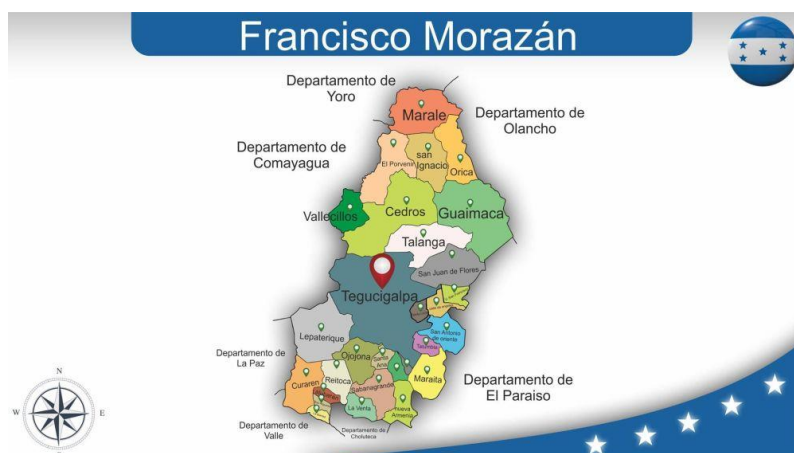 Francisco Morazán
Departamento de
Yoro
Departamento de
Olancho
Marale
Departamento de
Comayagua
El Porvenir
san
Ignacio
Orica
Vallecillos
Cedros
Guaimaca
Talanga
San Juan de Flores
Tegucigalpa
San Antonio
de oriente
Lepaterique
Departamento de
La Paz
Ojojona
Santa
Ana
Curaren
Reitoca
Sabanagrande
Maraita
Departamento de
El Paraiso
La Venta
nueva
Armenia
Departamento de
Valle
Departamento de
Choluteca
N
W
E